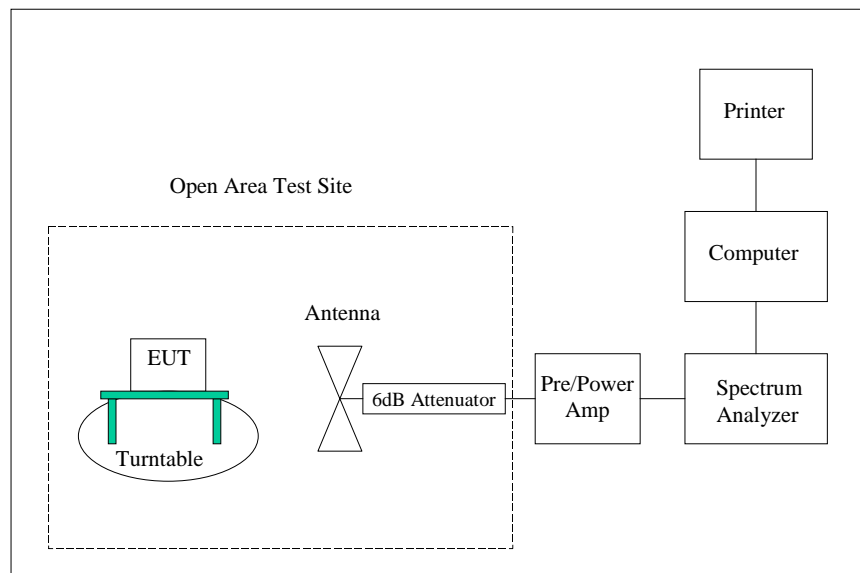 Printer
Open Area Test Site
Computer
Antenna
EUT
6dB Attenuator
Pre/Power
Amp
Spectrum
Analyzer
Turntable